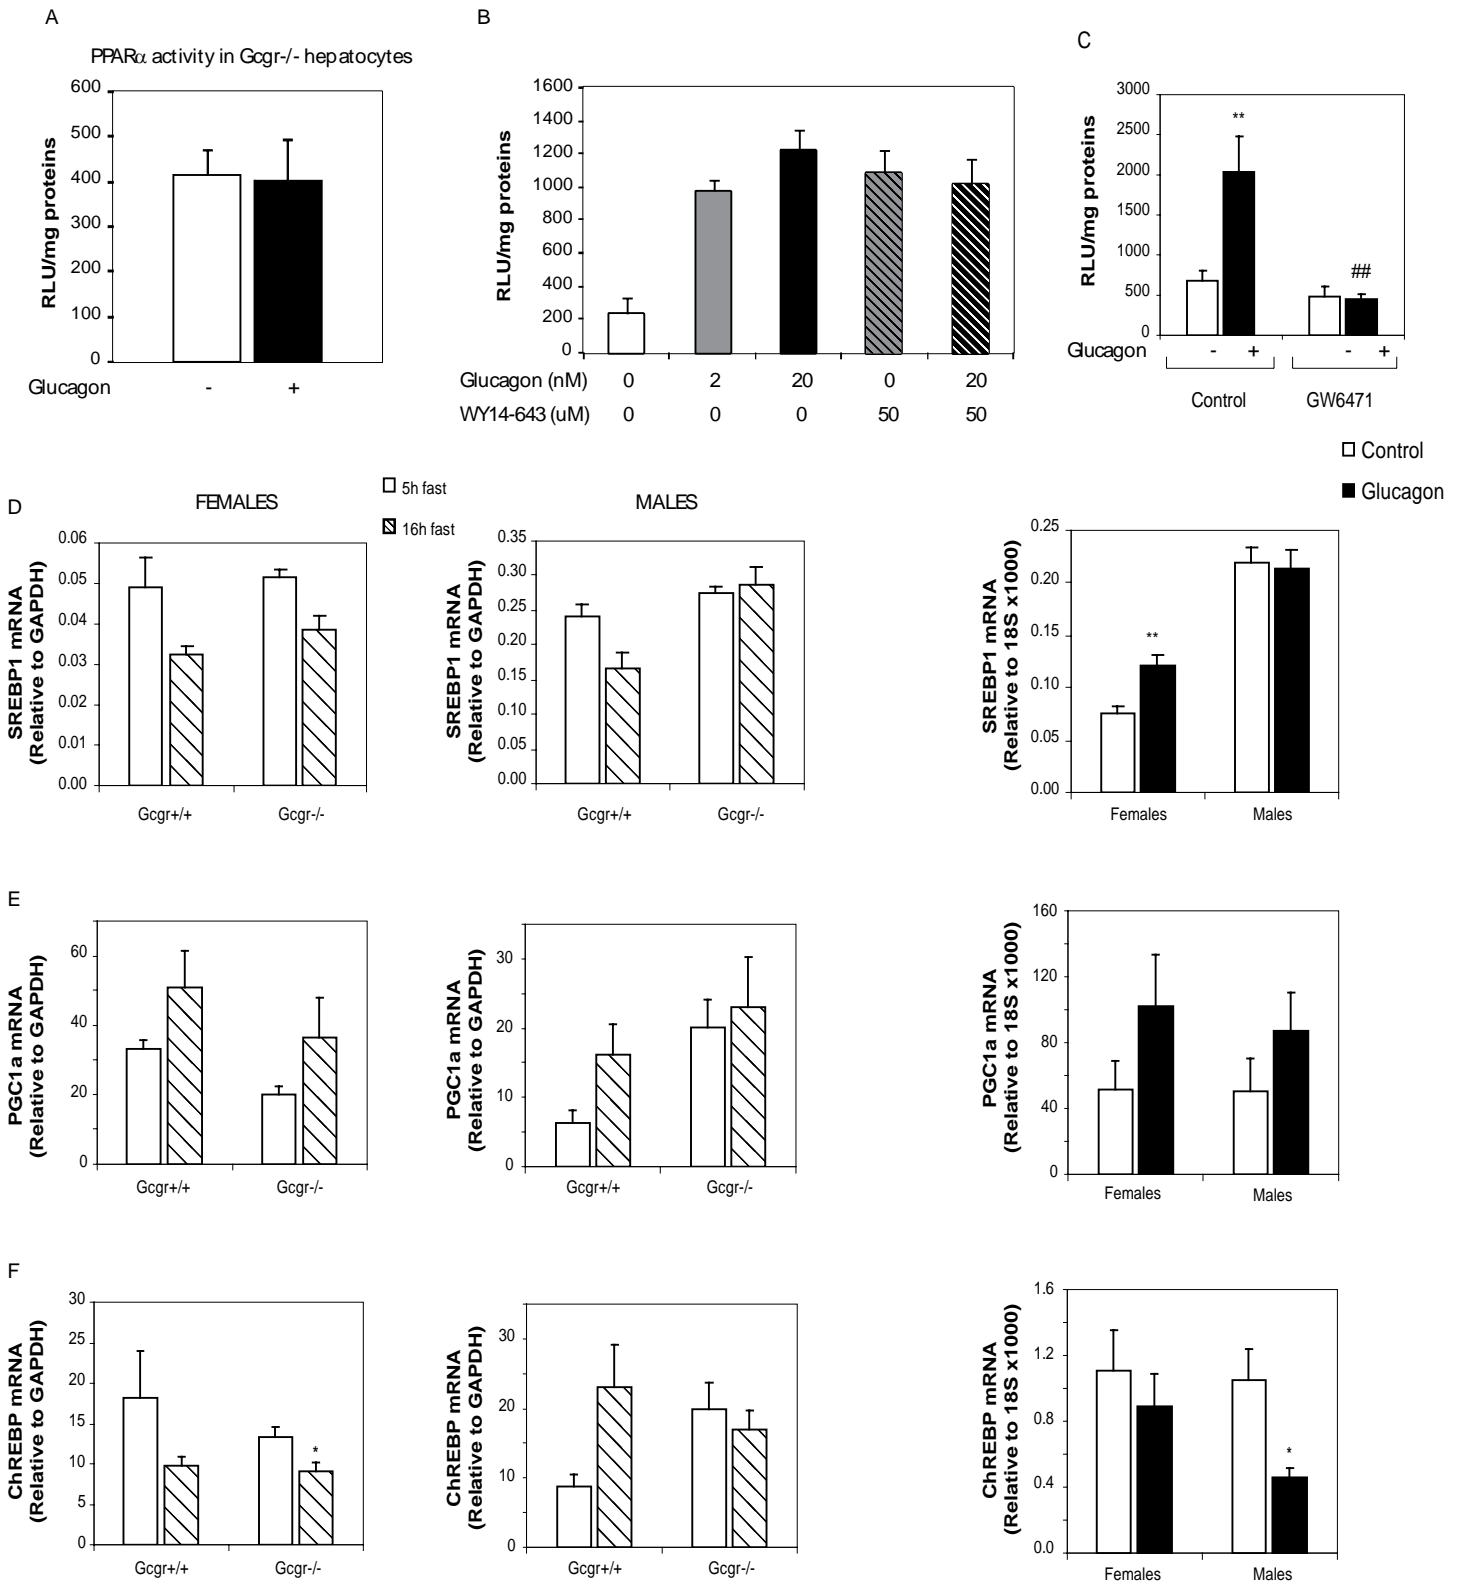 A
PPARα activity in Gcgr-/- hepatocytes
RLU/mg proteins
600
500
400
300
200
100
0
Glucagon - +
B
RLU/mg proteins
1600
1400
1200
1000
800
600
400
200
0
Glucagon (nM) 0 2 20 0 20
WY14-643 (uM) 0 0 0 50 50
C
RLU/mg proteins
3000
2500
2000
1500
1000
500
0
**
##
Glucagon - + - +
Control GW6471
Control
Glucagon
D
FEMALES
5h fast
16h fast
MALES
SREBP1 mRNA
(Relative to GAPDH)
0.06
0.05
0.04
0.03
0.02
0.01
0.00
Gcgr+/+ Gcgr-/-
SREBP1 mRNA
(Relative to GAPDH)
0.35
0.30
0.25
0.20
0.15
0.10
0.05
0.00
Gcgr+/+ Gcgr-/-
SREBP1 mRNA
(Relative to 18S x1000)
0.25
0.20
0.15
0.10
0.05
0.00
**
Females Males
E
PGC1a mRNA
(Relative to GAPDH)
60
40
20
0
Gcgr+/+ Gcgr-/-
PGC1a mRNA
(Relative to GAPDH)
30
20
10
0
Gcgr+/+ Gcgr-/-
PGC1a mRNA
(Relative to 18S x1000)
160
120
80
40
0
Females Males
F
ChREBP mRNA
(Relative to GAPDH)
30
25
20
15
10
5
0
*
Gcgr+/+ Gcgr-/-
ChREBP mRNA
(Relative to GAPDH)
30
20
10
0
Gcgr+/+ Gcgr-/-
ChREBP mRNA
(Relative to 18S x1000)
1.6
1.2
0.8
0.4
0.0
*
Females Males